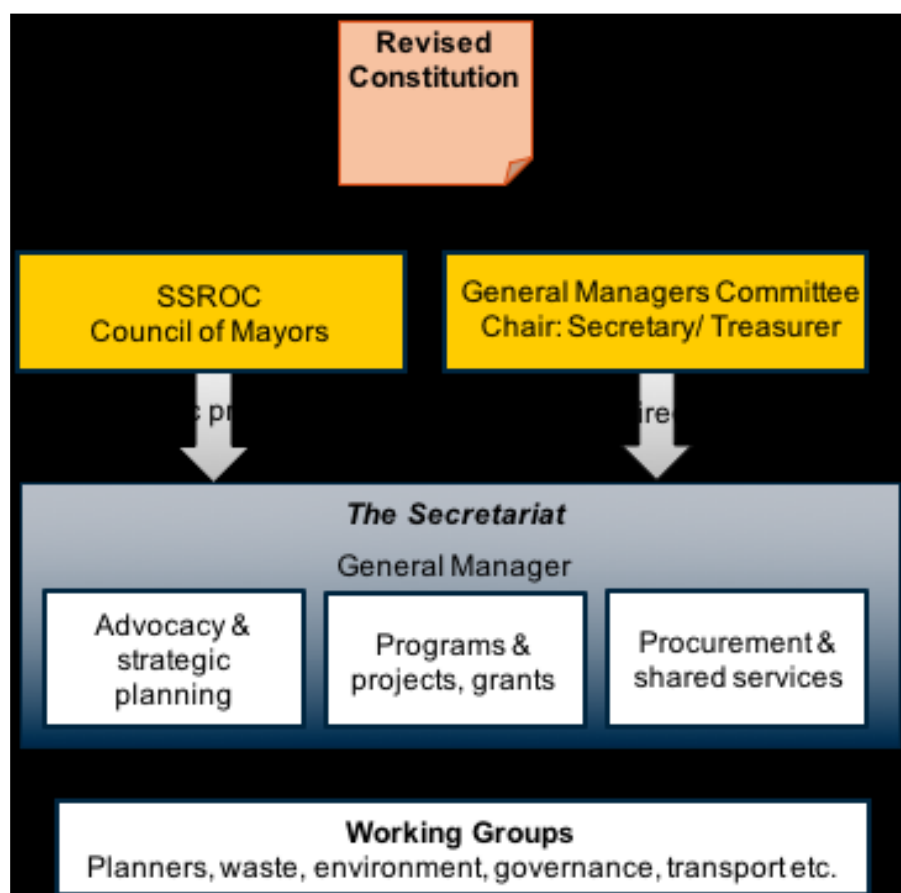 Revised
Constitution
SSROC
Council of Mayors
General Managers Committee
Chair: Secretary/ Treasurer
The Secretariat
General Manager
Advocacy &
strategic
planning
Programs &
projects, grants
Procurement &
shared services
Working Groups
Planners, waste, environment, governance, transport etc.